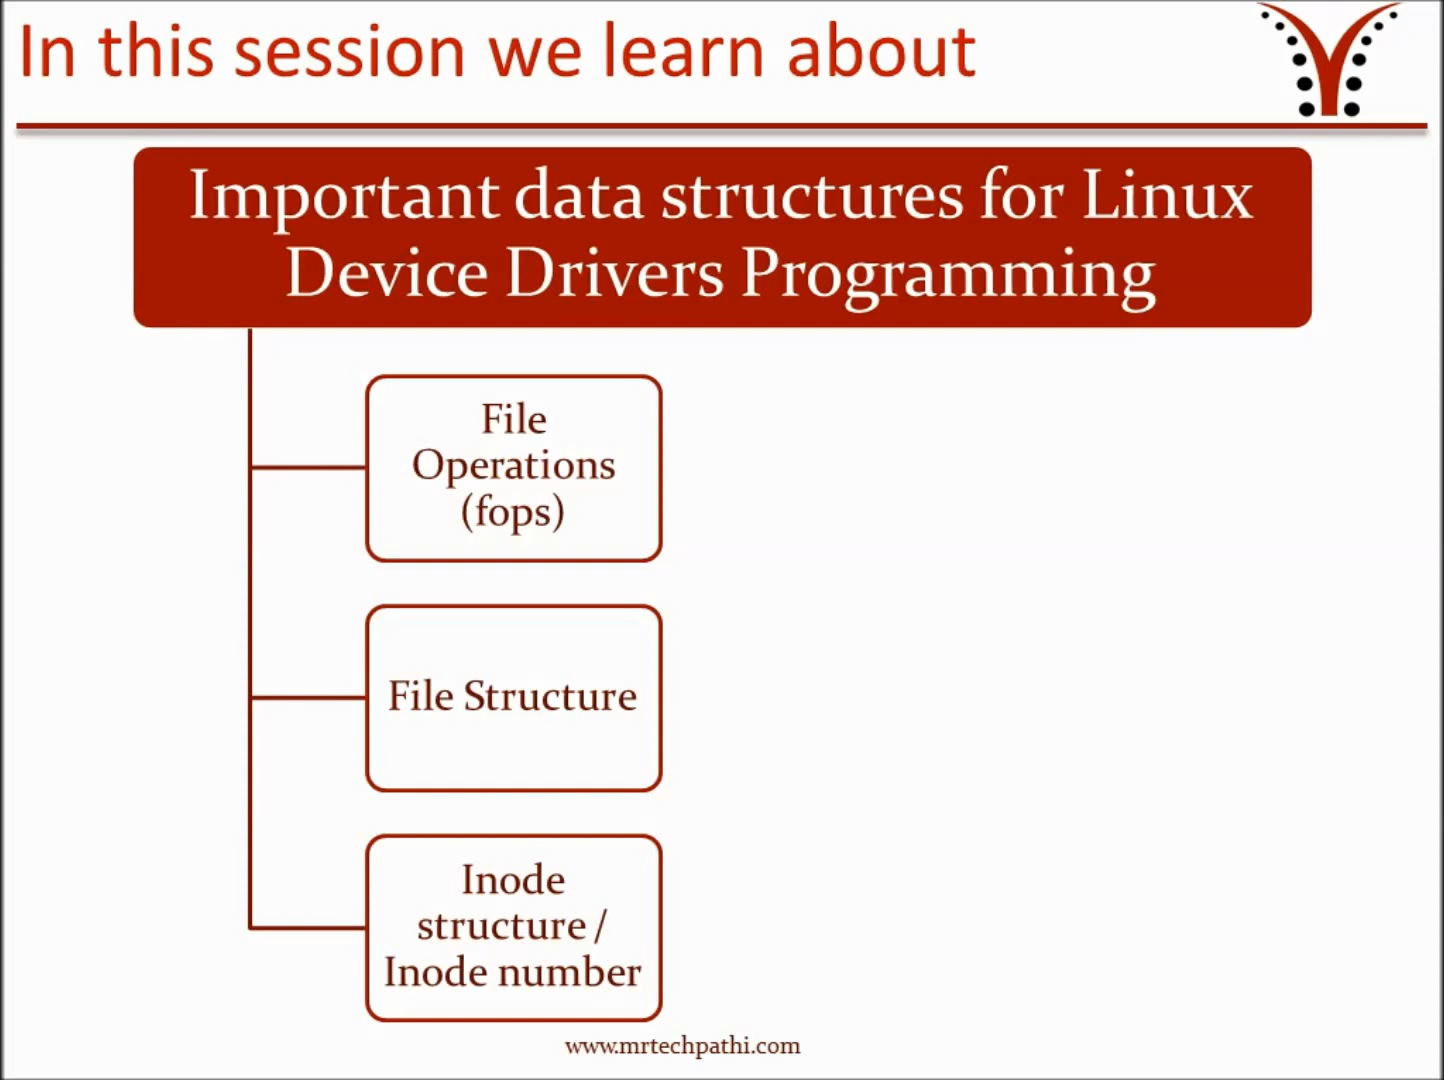 In this session we learn about
Important data structures for Linux
Device Drivers Programming
File
Operations
(fops)
File Structure
Inode
structure /
Inode number
www.mrtechpathi.com